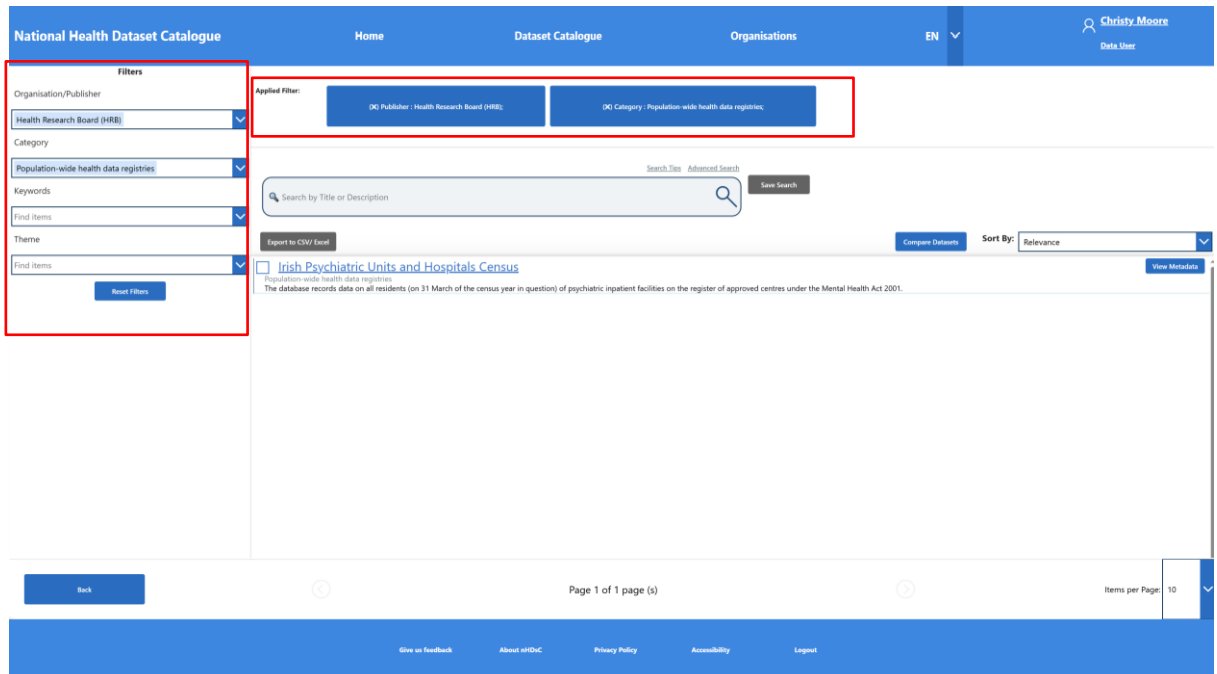 National Health Dataset Catalogue
Home
Dataset Catalogue
Organisations
EN
Christy Moore
Data User
Filters
Organisation/Publisher
Health Research Board (HRB)
Category
Population-wide health data registries
Keywords
Find items
Theme
Find items
Reset Filters
Applied Filter:
(X) Publisher : Health Research Board (HRB);
(X) Category : Population-wide health data registries;
Search Tips Advanced Search
Search by Title or Description
Save Search
Export to CSV/ Excel
Compare Datasets
Sort By: Relevance
Irish Psychiatric Units and Hospitals Census
View Metadata
Population-wide health data registries
The database records data on all residents (on 31 March of the census year in question) of psychiatric inpatient facilities on the register of approved centres under the Mental Health Act 2001.
Back
Page 1 of 1 page (s)
Items per Page: 10
Give us feedback
About nHDsC
Privacy Policy
Accessibility
Logout